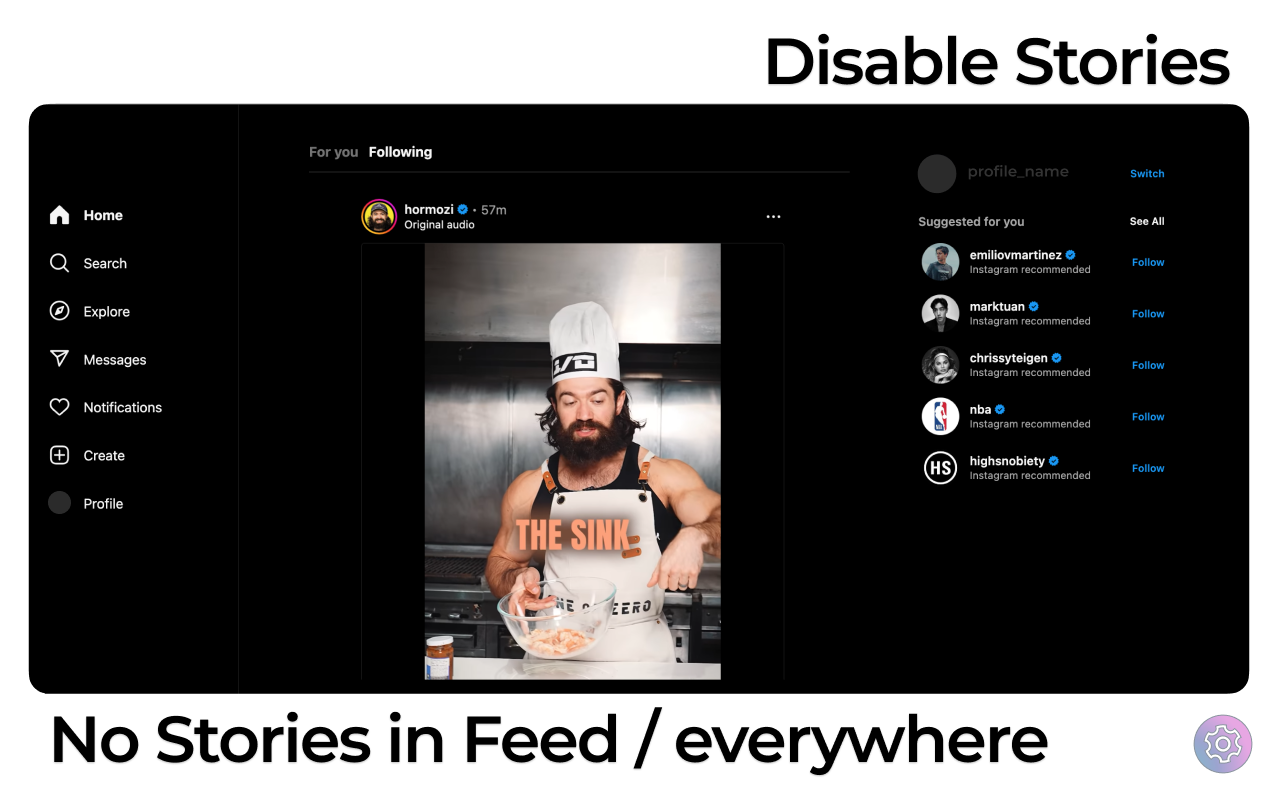 Disable Stories
For you Following
profile_name
Switch
Home
Search
Explore
Messages
Notifications
Create
Profile
hormozi • 57m
Original audio
THE SINK
Suggested for you
See All
emiliovmartinez
Instagram recommended
Follow
marktuan
Instagram recommended
Follow
chrissyteigen
Instagram recommended
Follow
nba
Instagram recommended
Follow
HS
highsnobiety
Instagram recommended
Follow
No Stories in Feed / everywhere